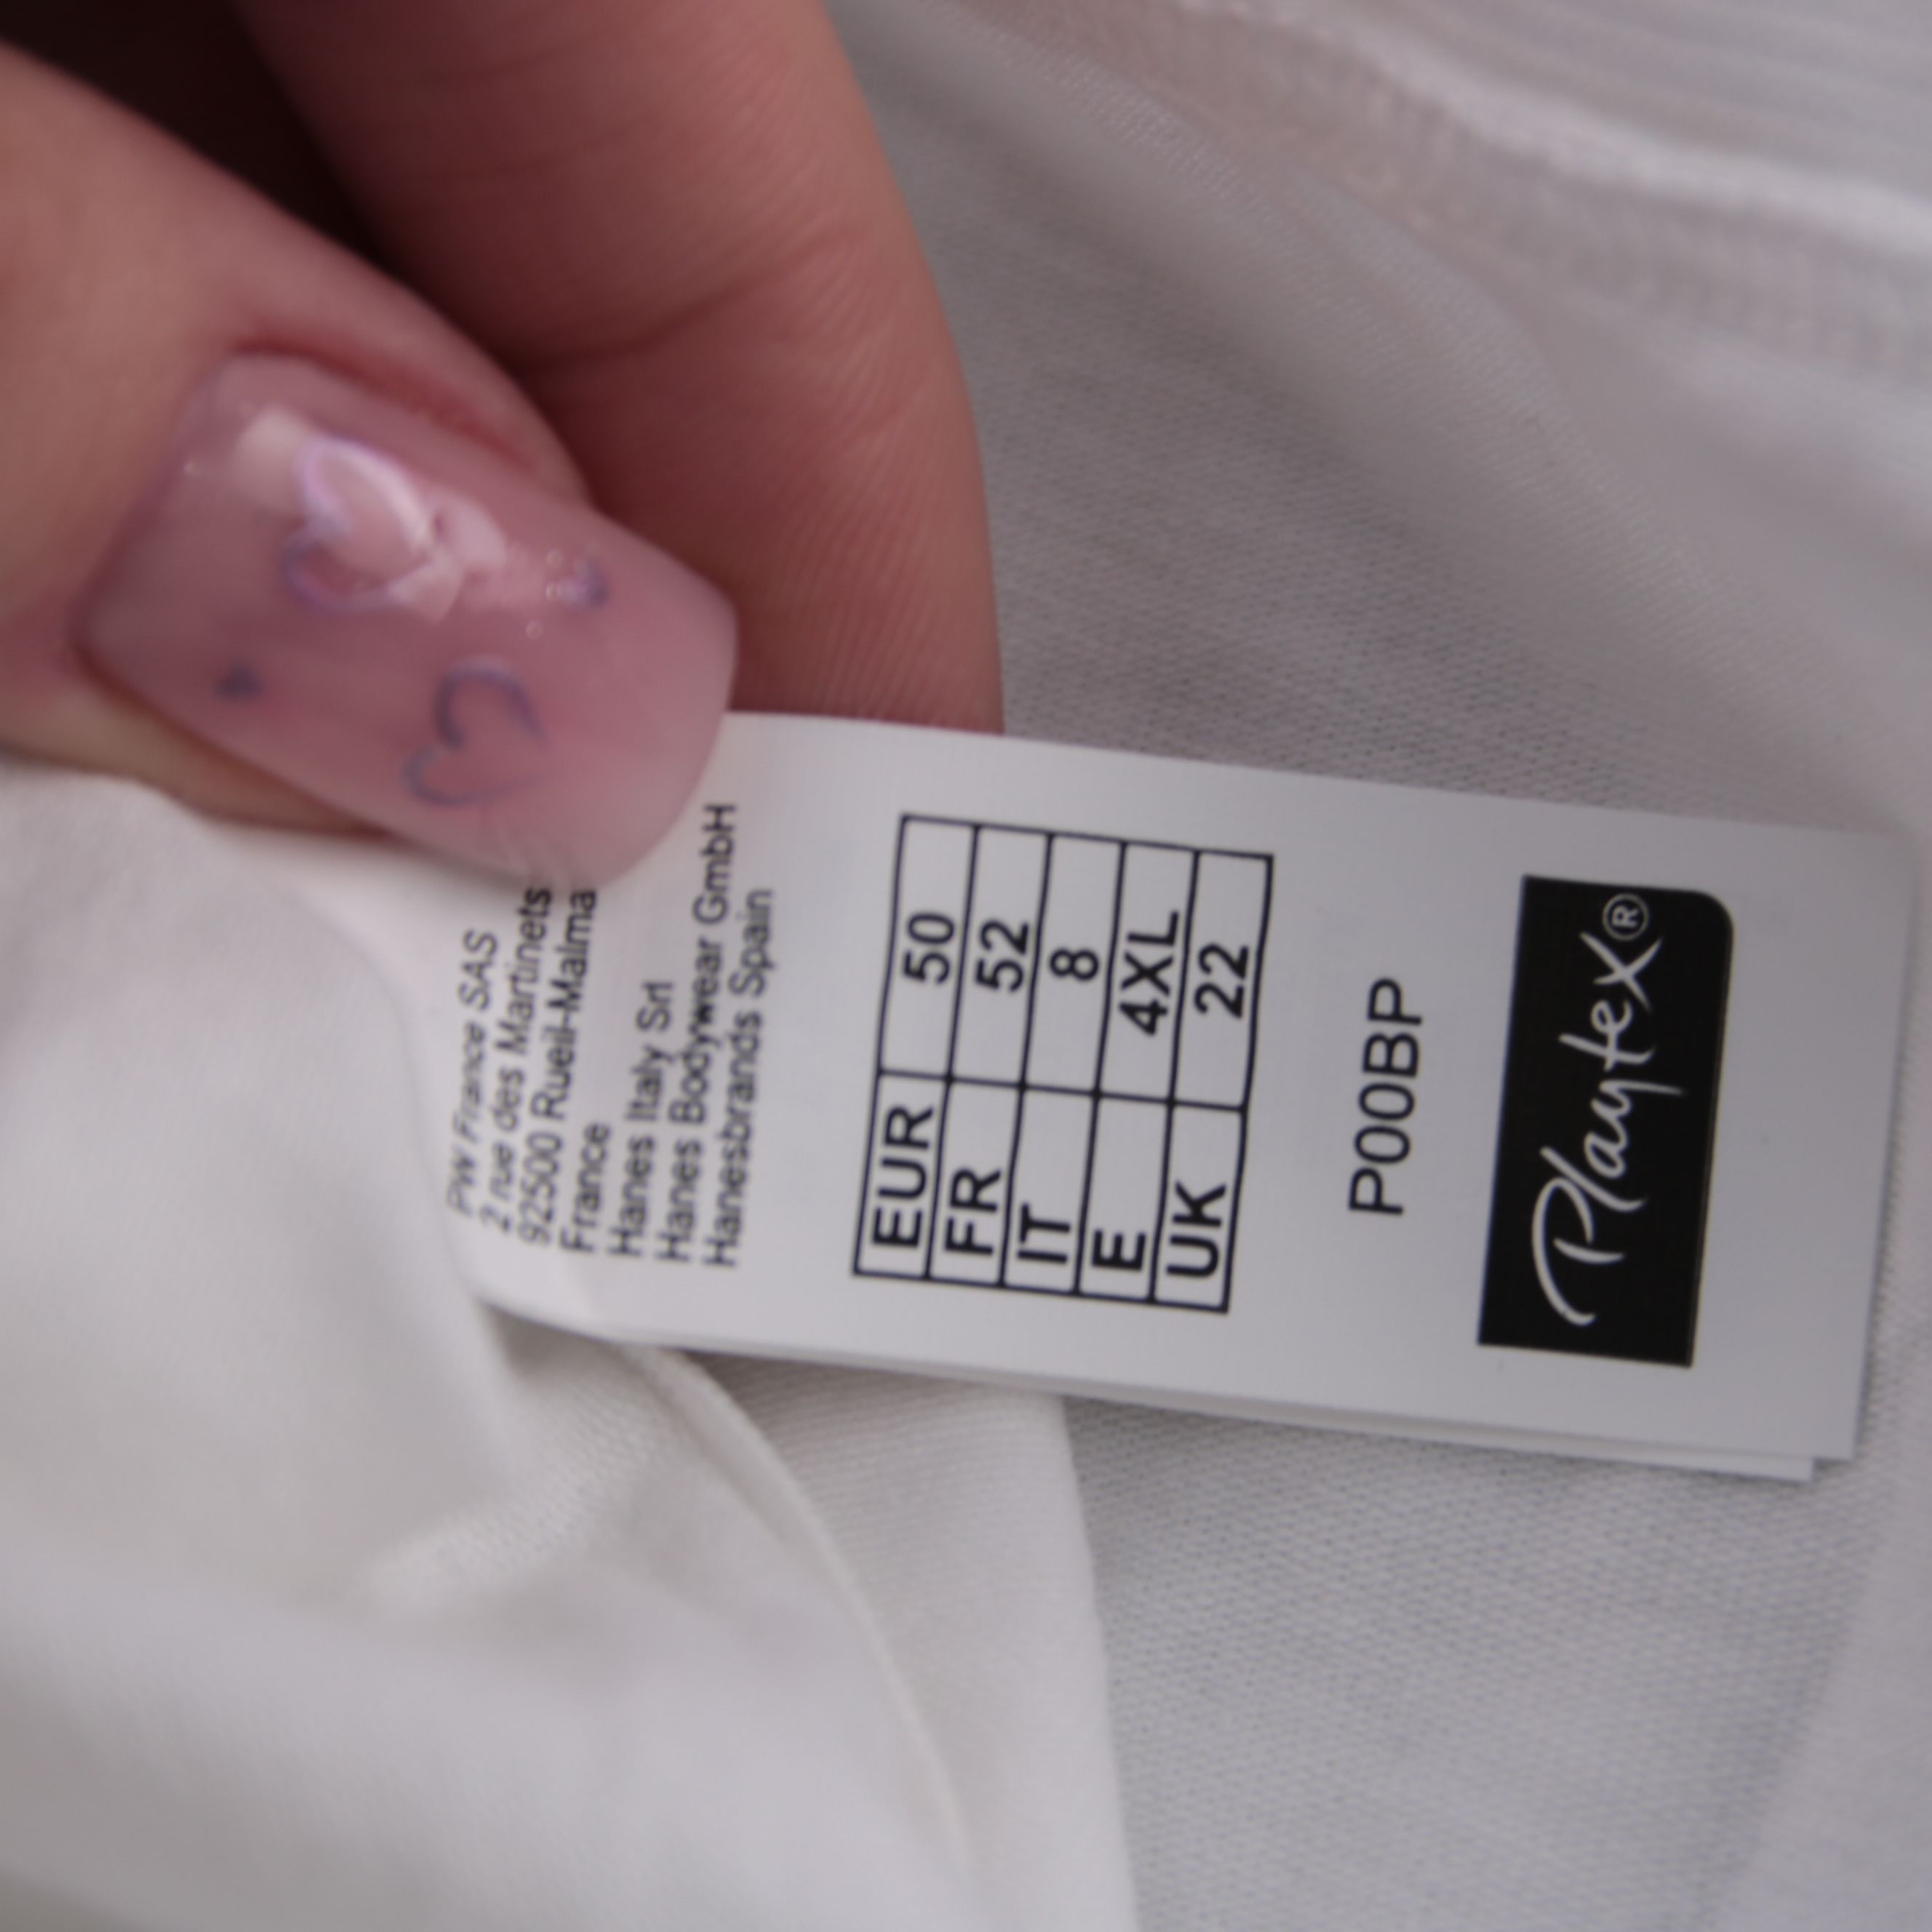 PW France SAS
2 rue des Martinets
92500 Rueil-Malma
France
Hanes Italy Srl
Hanes Bodywear GmbH
Hanesbrands Spain
EUR 50
FR 52
IT 8
E 4XL
UK 22
P00BP
Playtex®